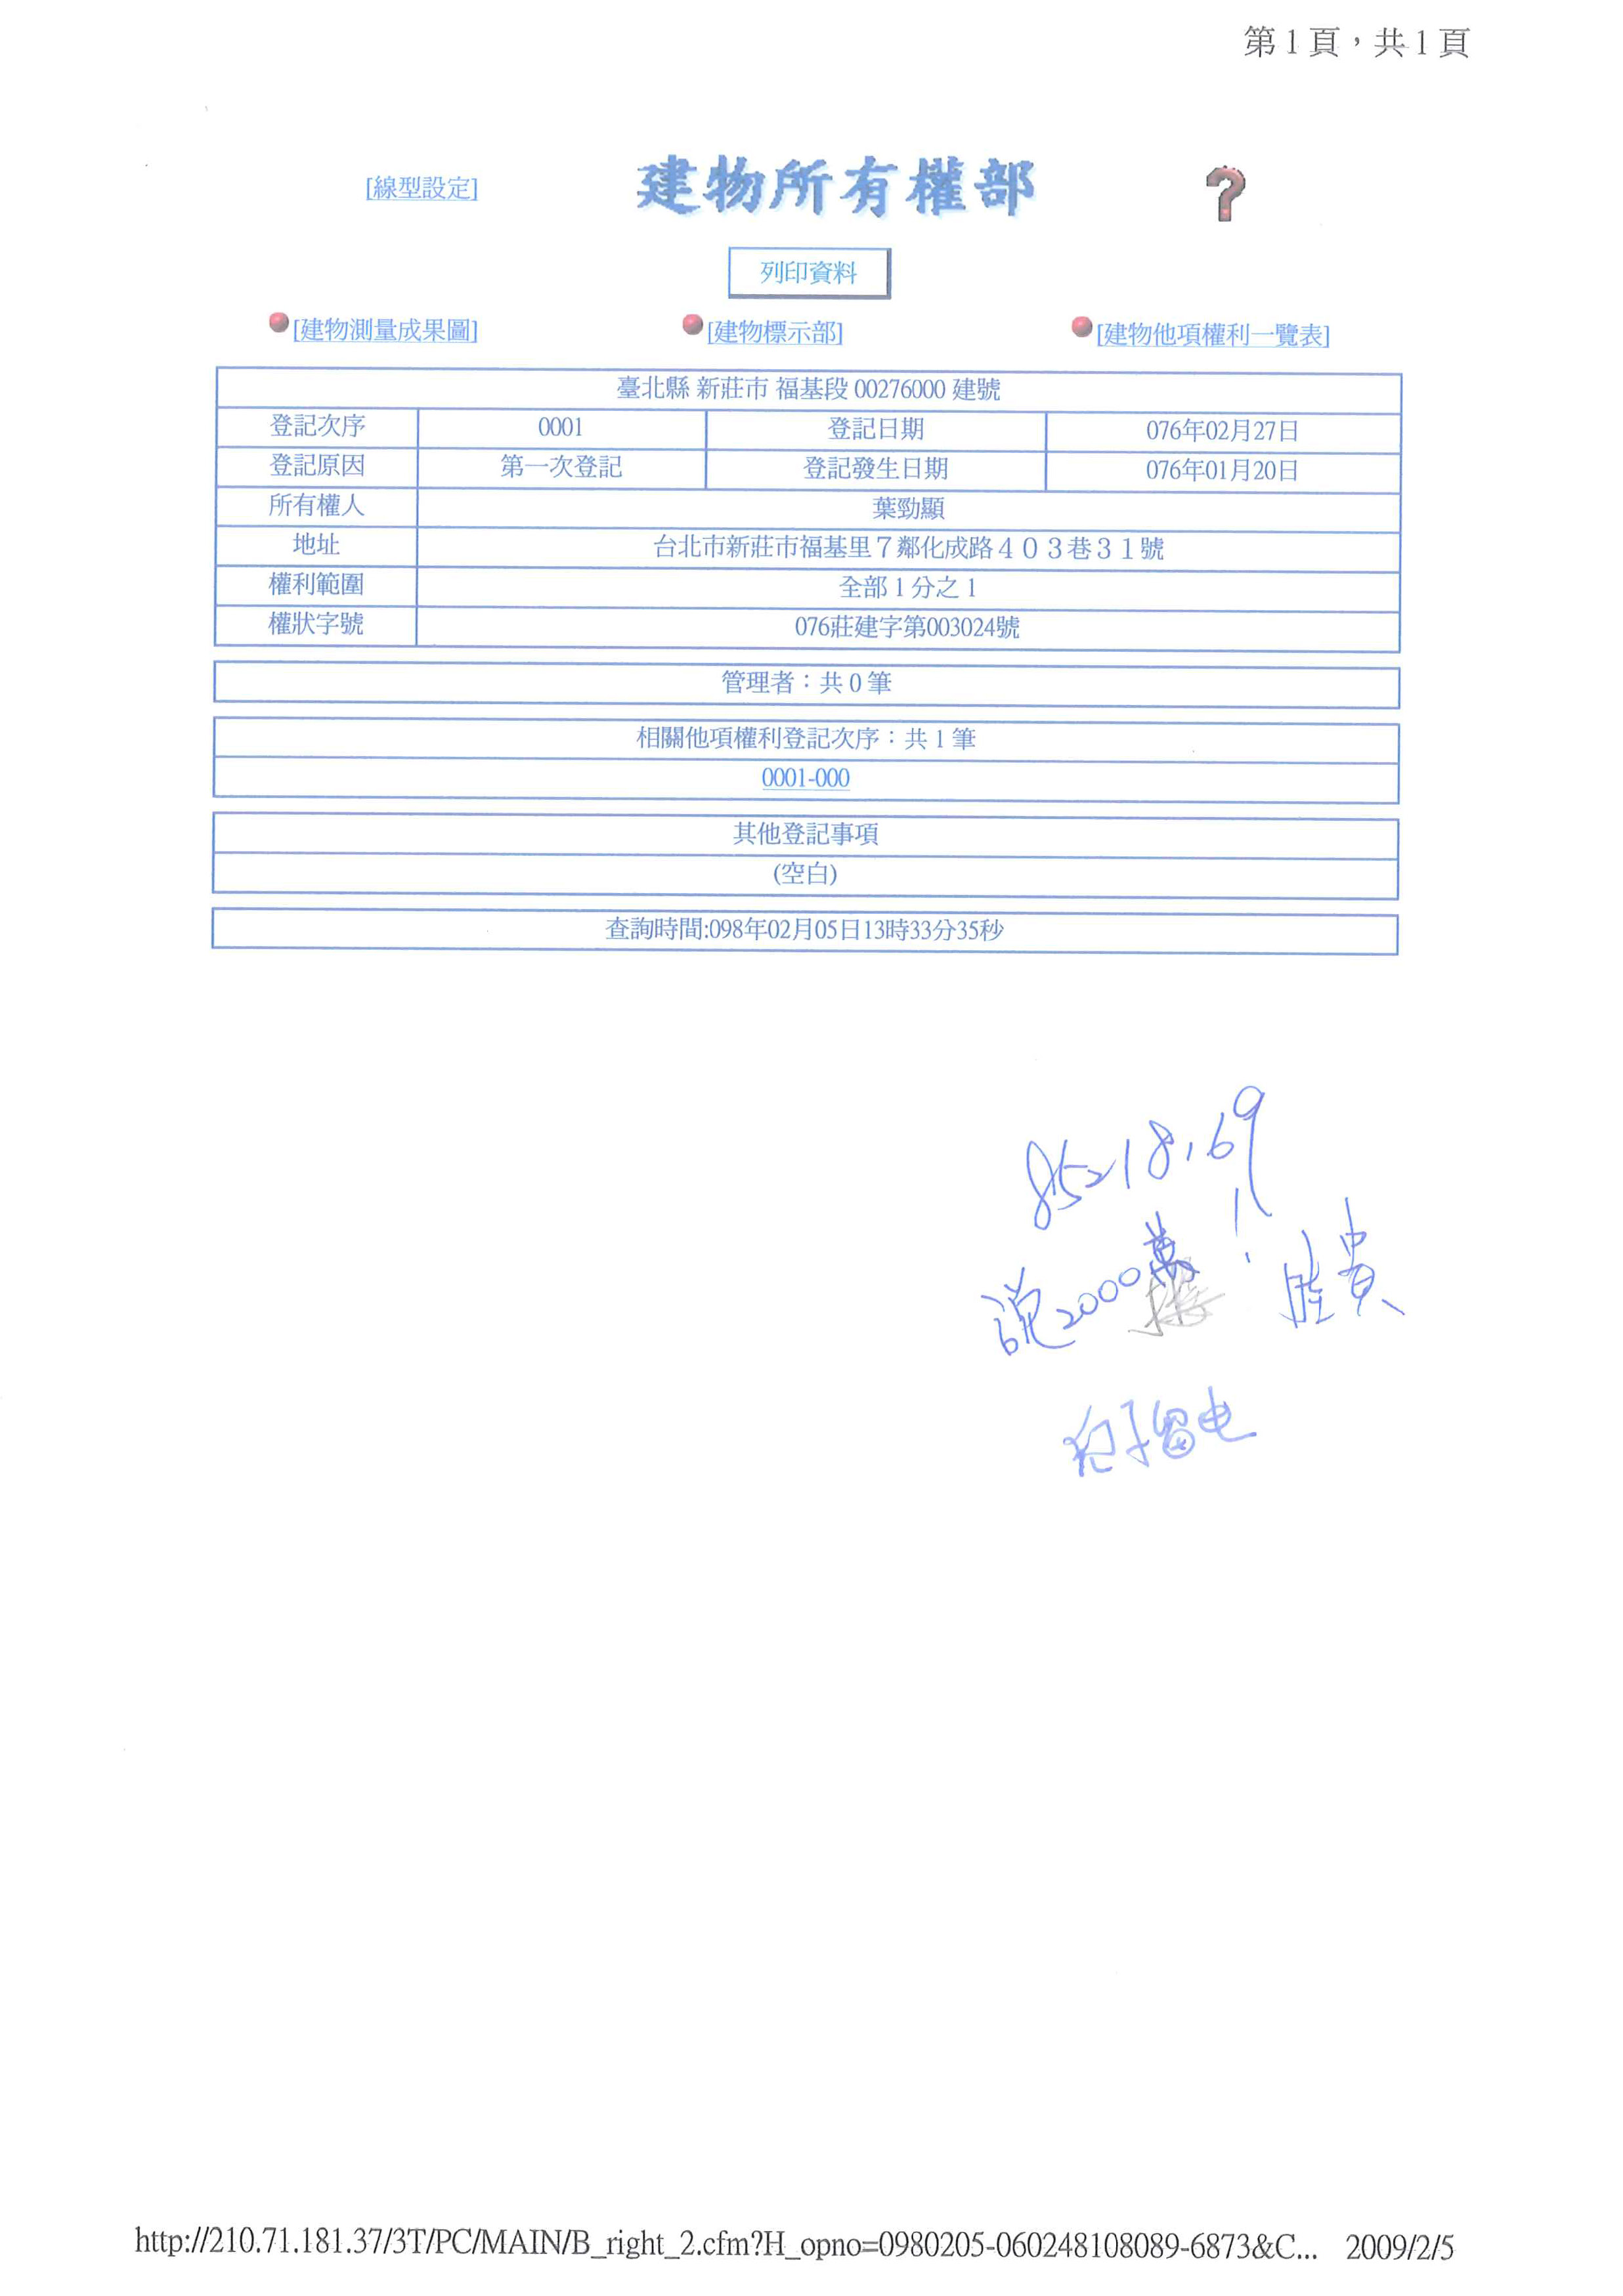 第1頁，共1頁
[線型設定]
建物所有權部
?
列印資料
[建物測量成果圖] [建物標示部] [建物他項權利一覽表]
臺北縣 新莊市 福基段 00276000 建號
登記次序 0001 登記日期 076年02月27日
登記原因 第一次登記 登記發生日期 076年01月20日
所有權人 葉勁顯
地址 台北市新莊市福基里７鄰化成路４０３巷３１號
權利範圍 全部1分之1
權狀字號 076莊建字第003024號
管理者：共0筆
相關他項權利登記次序：共1筆
0001-000
其他登記事項
(空白)
查詢時間:098年02月05日13時33分35秒
說2000萬
貴
留电
http://210.71.181.37/3T/PC/MAIN/B_right_2.cfm?H_opno=0980205-060248108089-6873&C... 2009/2/5